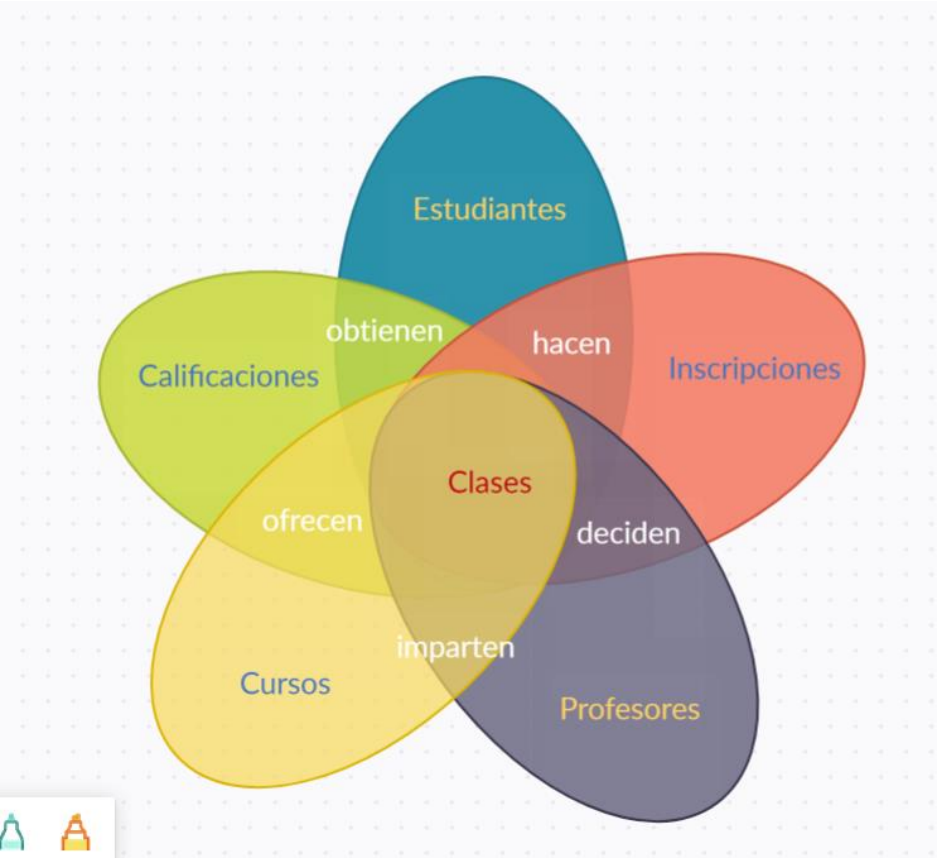 Estudiantes
obtienen
hacen
Calificaciones
Inscripciones
Clases
ofrecen
deciden
imparten
Cursos
Profesores